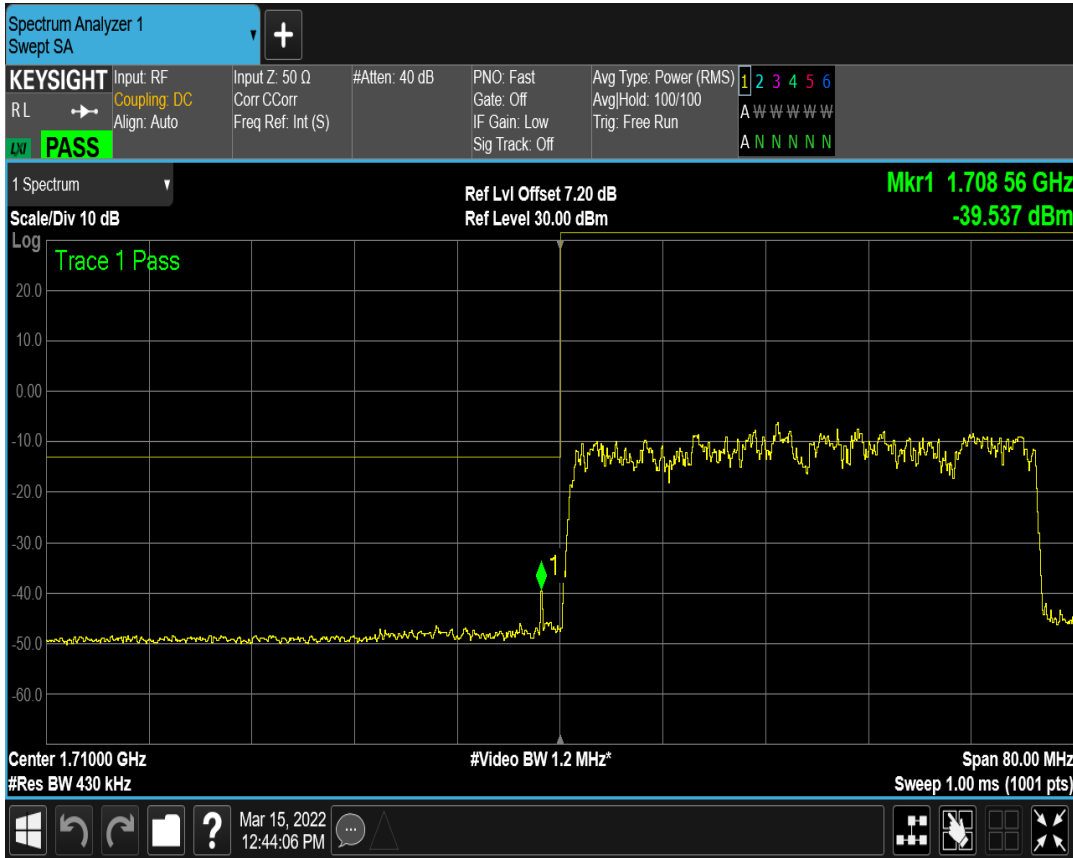 Spectrum Analyzer 1
Swept SA
+
KEYSIGHT
R L
LXI
PASS
Input: RF
Coupling: DC
Align: Auto
Input Z: 50 Ω
Corr CCorr
Freq Ref: Int (S)
#Atten: 40 dB
PNO: Fast
Gate: Off
IF Gain: Low
Sig Track: Off
Avg Type: Power (RMS)
Avg|Hold: 100/100
Trig: Free Run
1 2 3 4 5 6
A W W W W W
A N N N N N
1 Spectrum
Scale/Div 10 dB
Ref Lvl Offset 7.20 dB
Ref Level 30.00 dBm
Mkr1 1.708 56 GHz
-39.537 dBm
Log
Trace 1 Pass
20.0
10.0
0.00
-10.0
-20.0
-30.0
1
-40.0
-50.0
-60.0
Center 1.71000 GHz
#Video BW 1.2 MHz*
Span 80.00 MHz
#Res BW 430 kHz
Sweep 1.00 ms (1001 pts)
?
Mar 15, 2022
12:44:06 PM